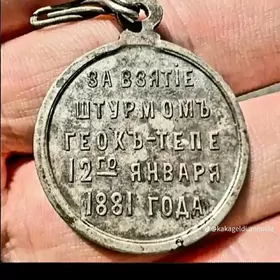 ЗА ВЗЯТІЕ
ШТУРМОМЪ
ГЕОКЪ-ТЕПЕ
12ГО ЯНВАРЯ
1881 ГОДА